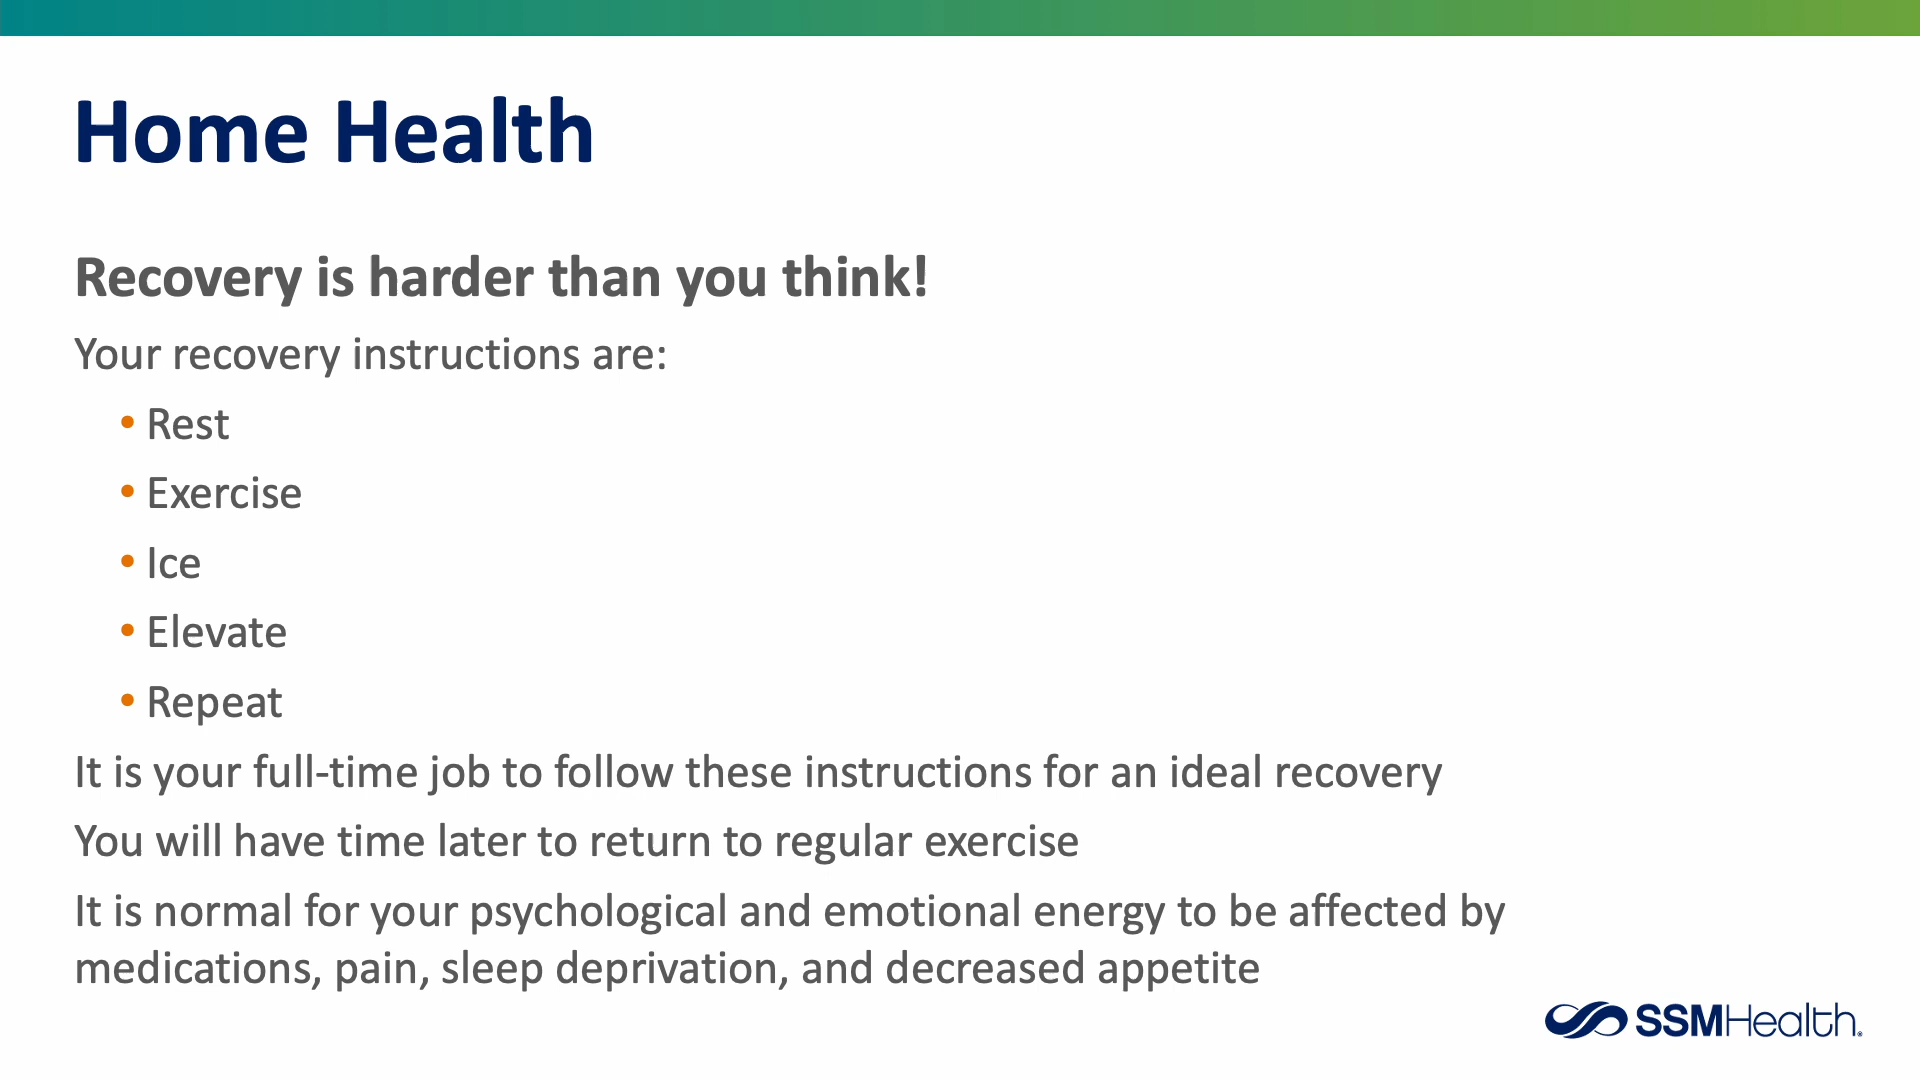 Home Health
Recovery is harder than you think!
Your recovery instructions are:
• Rest
• Exercise
• Ice
• Elevate
• Repeat
It is your full-time job to follow these instructions for an ideal recovery
You will have time later to return to regular exercise
It is normal for your psychological and emotional energy to be affected by
medications, pain, sleep deprivation, and decreased appetite
SSMHealth®